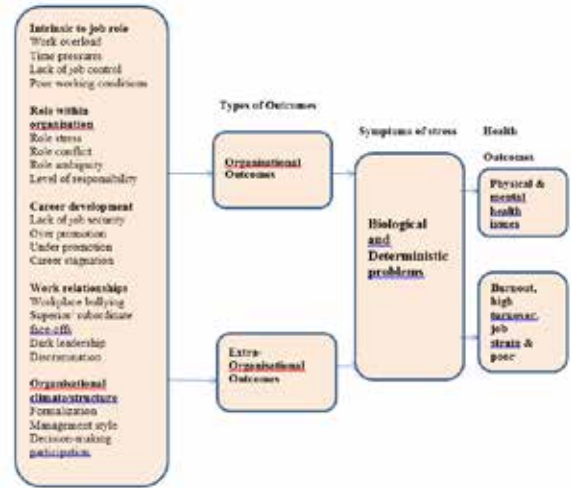 Intrinsic to job role
Work overload
Time pressures
Lack of job control
Poor working conditions
Role within
organisation
Role stress
Role conflict
Role ambiguity
Level of responsibility
Career development
Lack of job security
Over promotion
Under promotion
Career stagnation
Work relationships
Workplace bullying
Superior/ subordinate
face-offs
Dark leadership
Discrimination
Organisational
climate/structure
Formalization
Management style
Decision-making
participation
Types of Outcomes
Organisational
Outcomes
Extra-
Organisational
Outcomes
Symptoms of stress
Biological
and
Deterministic
problems
Health
Outcomes
Physical &
mental
health
issues
Burnout,
high
turnover,
job
strain &
poor